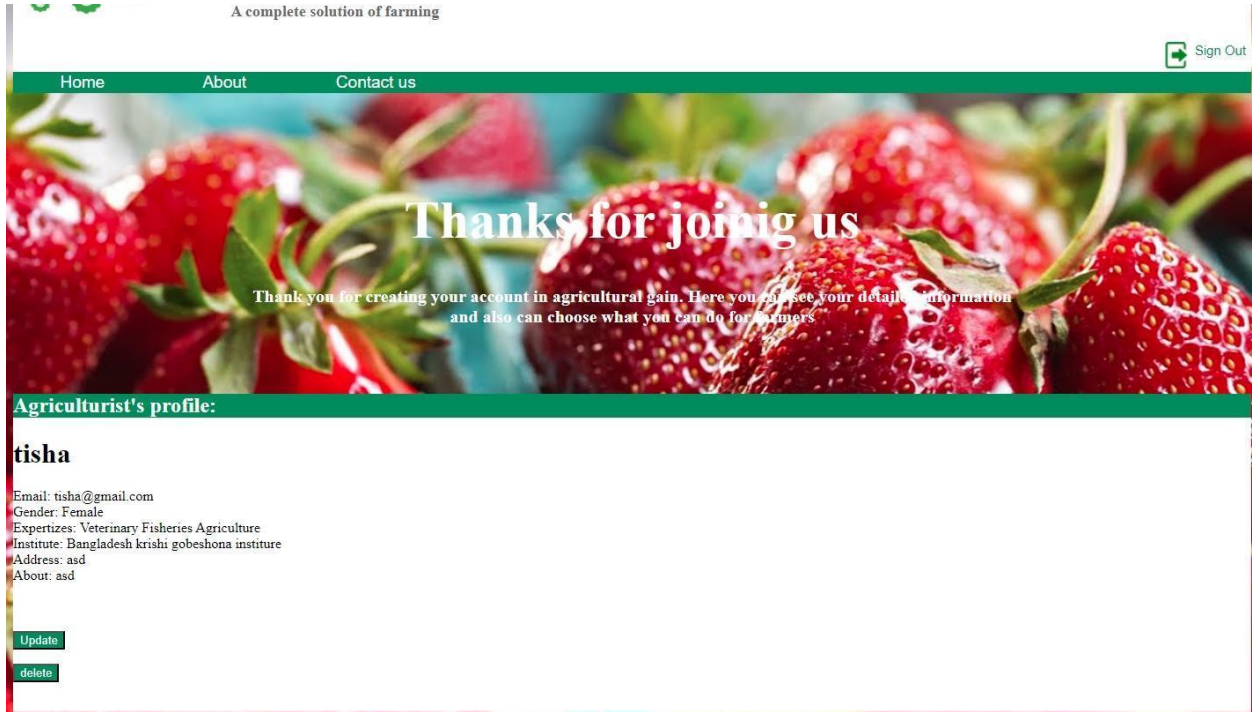 A complete solution of farming
Sign Out
Home About Contact us
Thanks for joinig us
Thank you for creating your account in agricultural gain. Here you can see your detailed information
and also can choose what you can do for farmers
Agriculturist's profile:
tisha
Email: tisha@gmail.com
Gender: Female
Expertizes: Veterinary Fisheries Agriculture
Institute: Bangladesh krishi gobeshona institure
Address: asd
About: asd
Update
delete